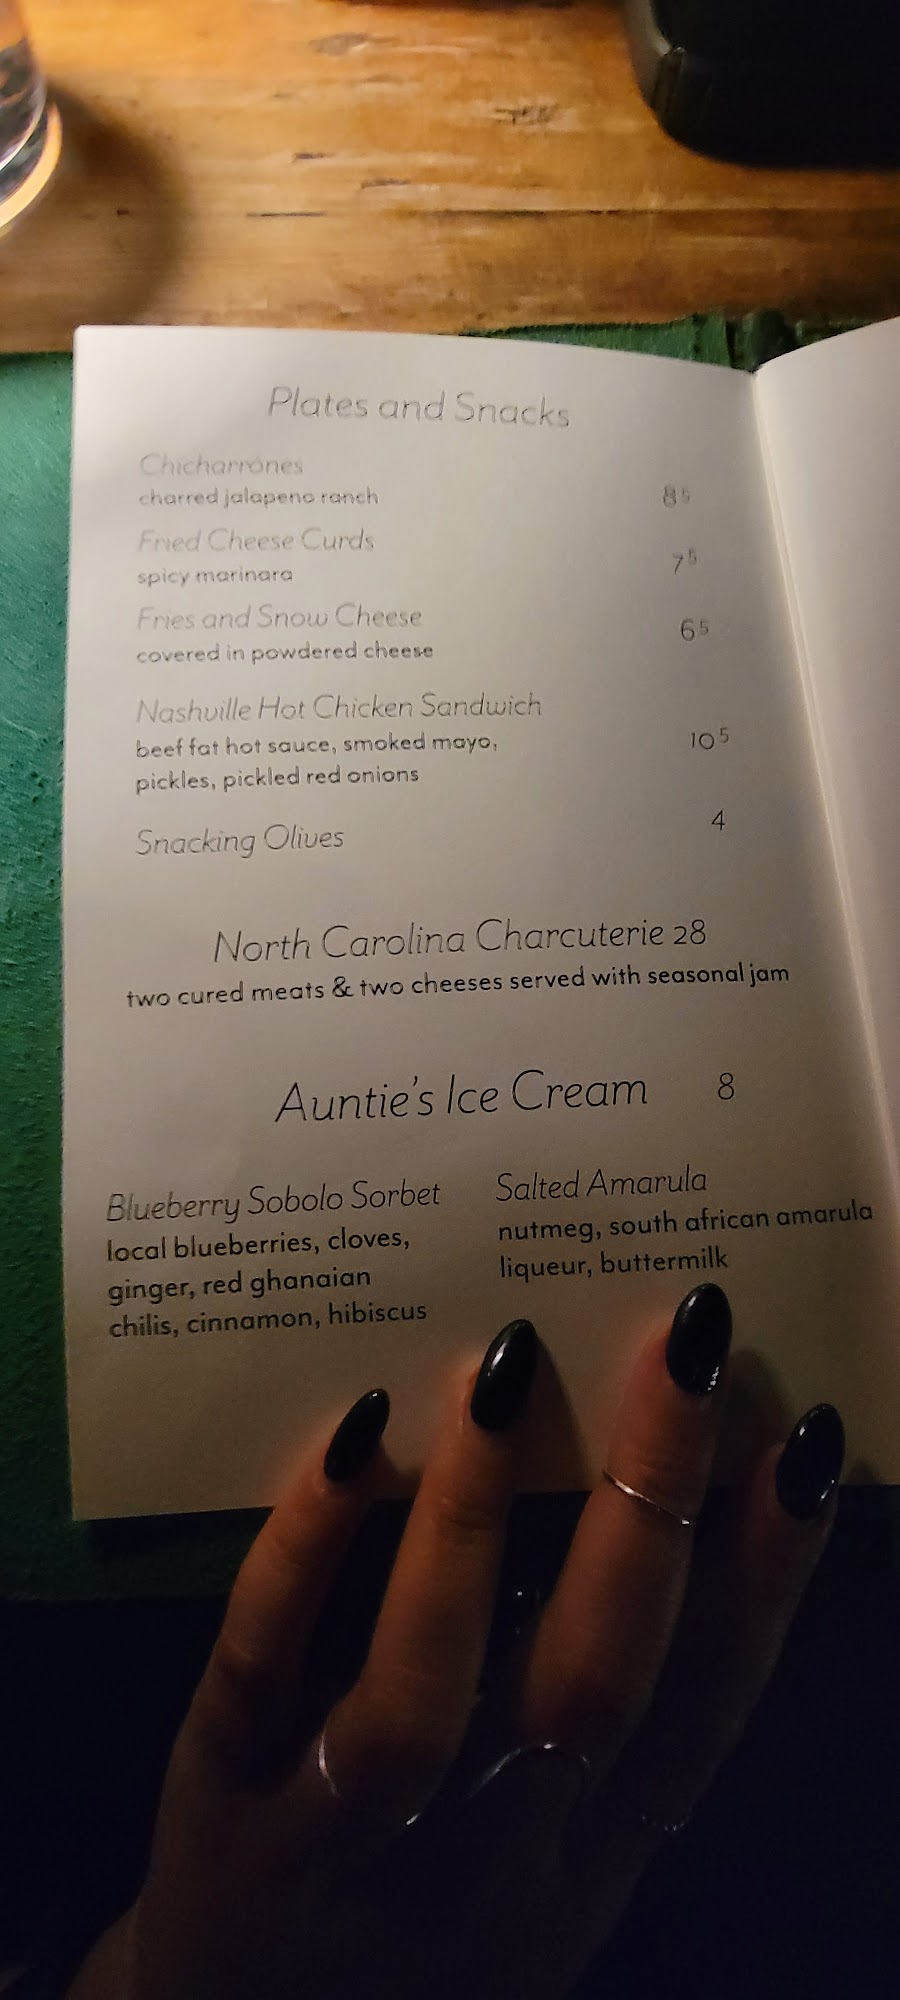 Plates and Snacks
Chicharrónes
charred jalapeno ranch 8⁵
Fried Cheese Curds
spicy marinara 7⁵
Fries and Snow Cheese
covered in powdered cheese 6⁵
Nashville Hot Chicken Sandwich
beef fat hot sauce, smoked mayo, 10⁵
pickles, pickled red onions
Snacking Olives 4
North Carolina Charcuterie 28
two cured meats & two cheeses served with seasonal jam
Auntie's Ice Cream 8
Blueberry Sobolo Sorbet
local blueberries, cloves,
ginger, red ghanaian
chilis, cinnamon, hibiscus
Salted Amarula
nutmeg, south african amarula
liqueur, buttermilk